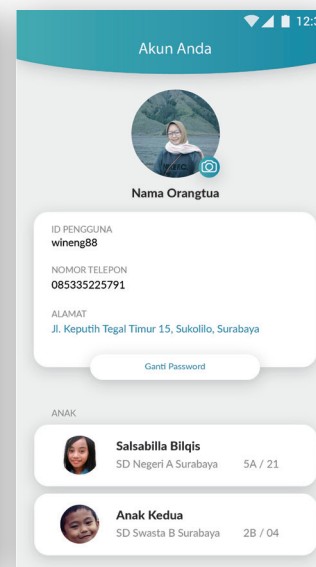 12:3
Akun Anda
Nama Orangtua
ID PENGGUNA
wineng88
NOMOR TELEPON
085335225791
ALAMAT
Jl. Keputih Tegal Timur 15, Sukolilo, Surabaya
Ganti Password
ANAK
Salsabilla Bilqis
SD Negeri A Surabaya 5A / 21
Anak Kedua
SD Swasta B Surabaya 2B / 04